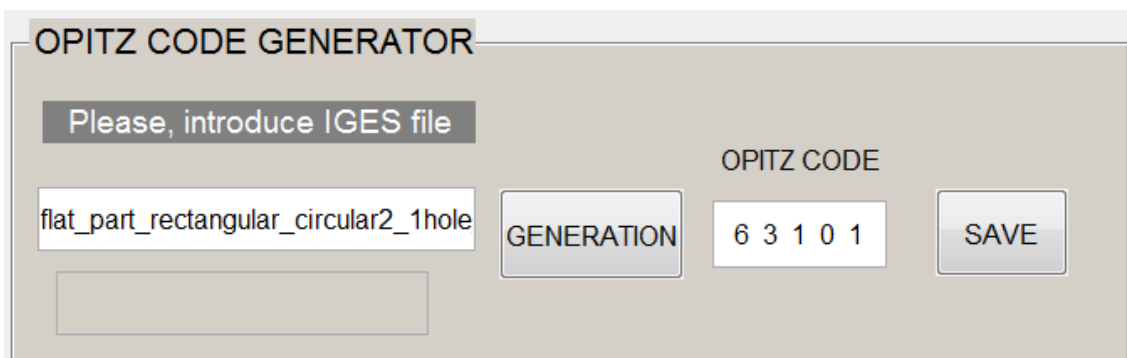 OPITZ CODE GENERATOR
Please, introduce IGES file
OPITZ CODE
flat_part_rectangular_circular2_1hole
GENERATION
6 3 1 0 1
SAVE